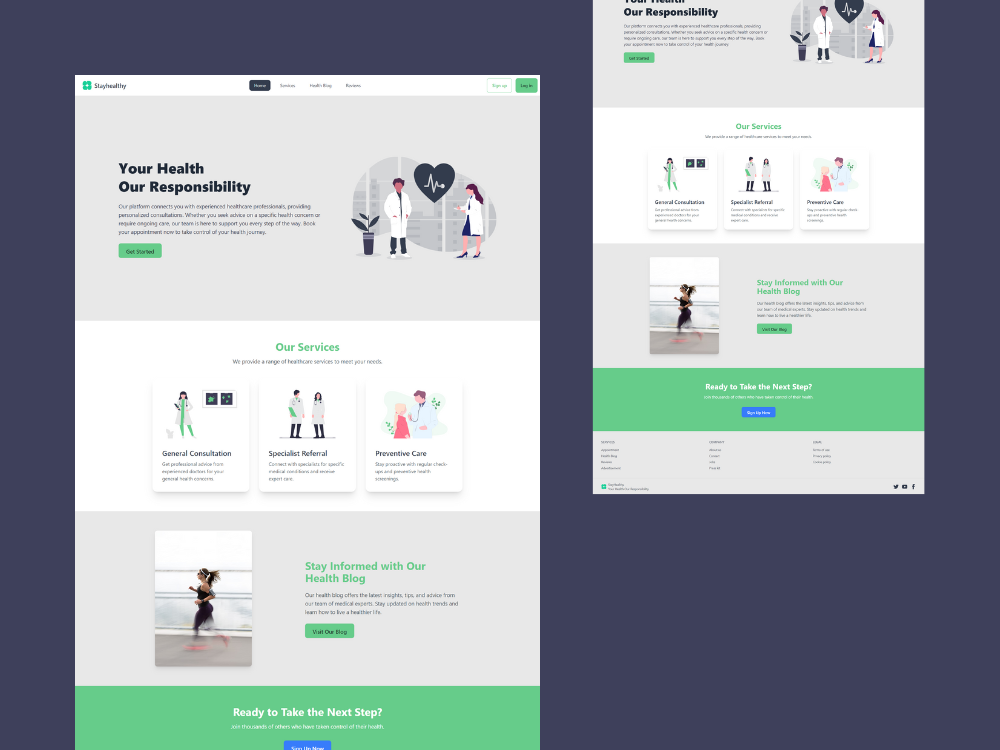 Stayhealthy
Home
Services
Health Blog
Reviews
Sign up
Log In
Your Health
Our Responsibility
Our platform connects you with experienced healthcare professionals, providing
personalized consultations. Whether you seek advice on a specific health concern or
require ongoing care, our team is here to support you every step of the way. Book
your appointment now to take control of your health journey.
Get Started
Our Services
We provide a range of healthcare services to meet your needs.
General Consultation
Get professional advice from
experienced doctors for your
general health concerns.
Specialist Referral
Connect with specialists for specific
medical conditions and receive
expert care.
Preventive Care
Stay proactive with regular check-
ups and preventive health
screenings.
Stay Informed with Our
Health Blog
Our health blog offers the latest insights, tips, and advice from
our team of medical experts. Stay updated on health trends and
learn how to live a healthier life.
Visit Our Blog
Ready to Take the Next Step?
Join thousands of others who have taken control of their health.
Sign Up Now
Your Health
Our Responsibility
Our platform connects you with experienced healthcare professionals, providing
personalized consultations. Whether you seek advice on a specific health concern or
require ongoing care, our team is here to support you every step of the way. Book
your appointment now to take control of your health journey.
Get Started
Our Services
We provide a range of healthcare services to meet your needs.
General Consultation
Get professional advice from
experienced doctors for your
general health concerns.
Specialist Referral
Connect with specialists for specific
medical conditions and receive
expert care.
Preventive Care
Stay proactive with regular check-
ups and preventive health
screenings.
Stay Informed with Our
Health Blog
Our health blog offers the latest insights, tips, and advice from
our team of medical experts. Stay updated on health trends and
learn how to live a healthier life.
Visit Our Blog
Ready to Take the Next Step?
Join thousands of others who have taken control of their health.
Sign Up Now
SERVICES
Appointment
Health Blog
Reviews
Advertisement
COMPANY
About us
Contact
Jobs
Press kit
LEGAL
Terms of use
Privacy policy
Cookie policy
Stayhealthy
Your Health Our Responsibility